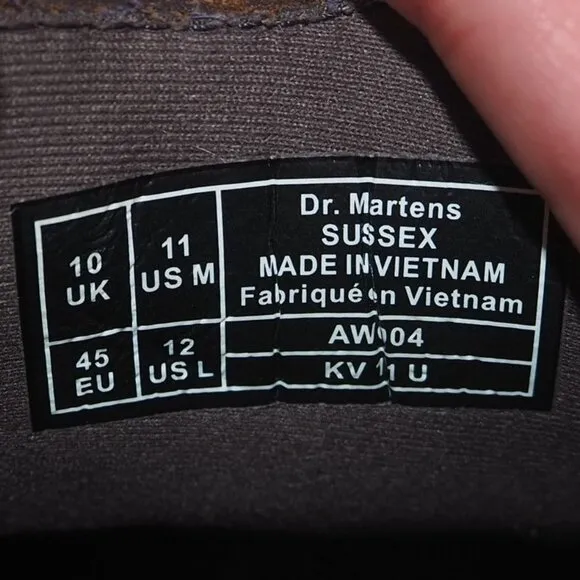 10
UK
11
US M
45
EU
12
US L
Dr. Martens
SUSSEX
MADE IN VIETNAM
Fabriqué en Vietnam
AW004
KV 11 U